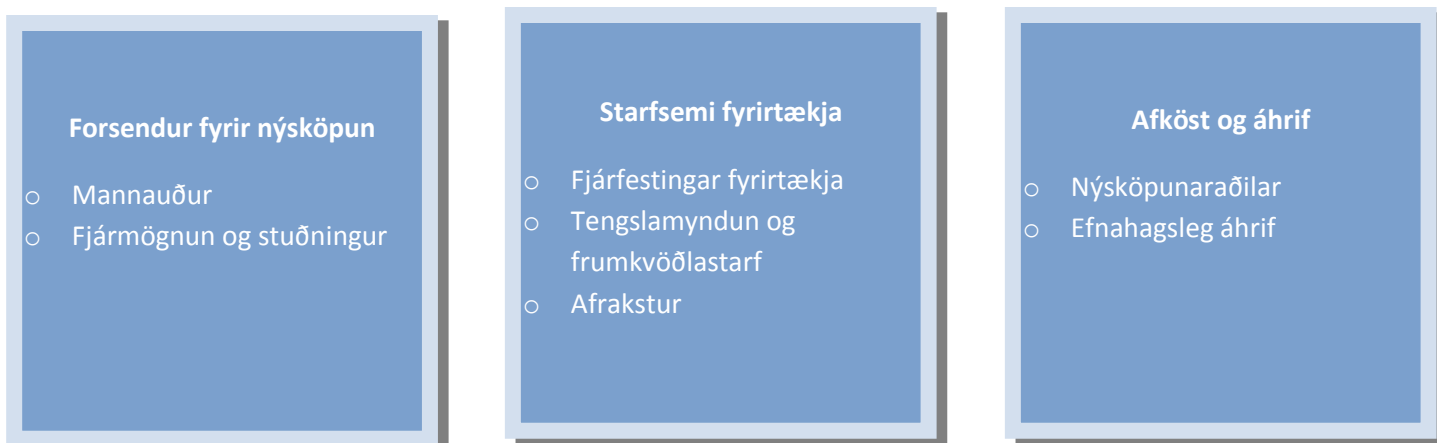 Forsendur fyrir nýsköpun
o Mannauður
o Fjármögnun og stuðningur
Starfsemi fyrirtækja
o Fjárfestingar fyrirtækja
o Tengslamyndun og
frumkvöðlastarf
o Afrakstur
Afköst og áhrif
o Nýsköpunaraðilar
o Efnahagsleg áhrif